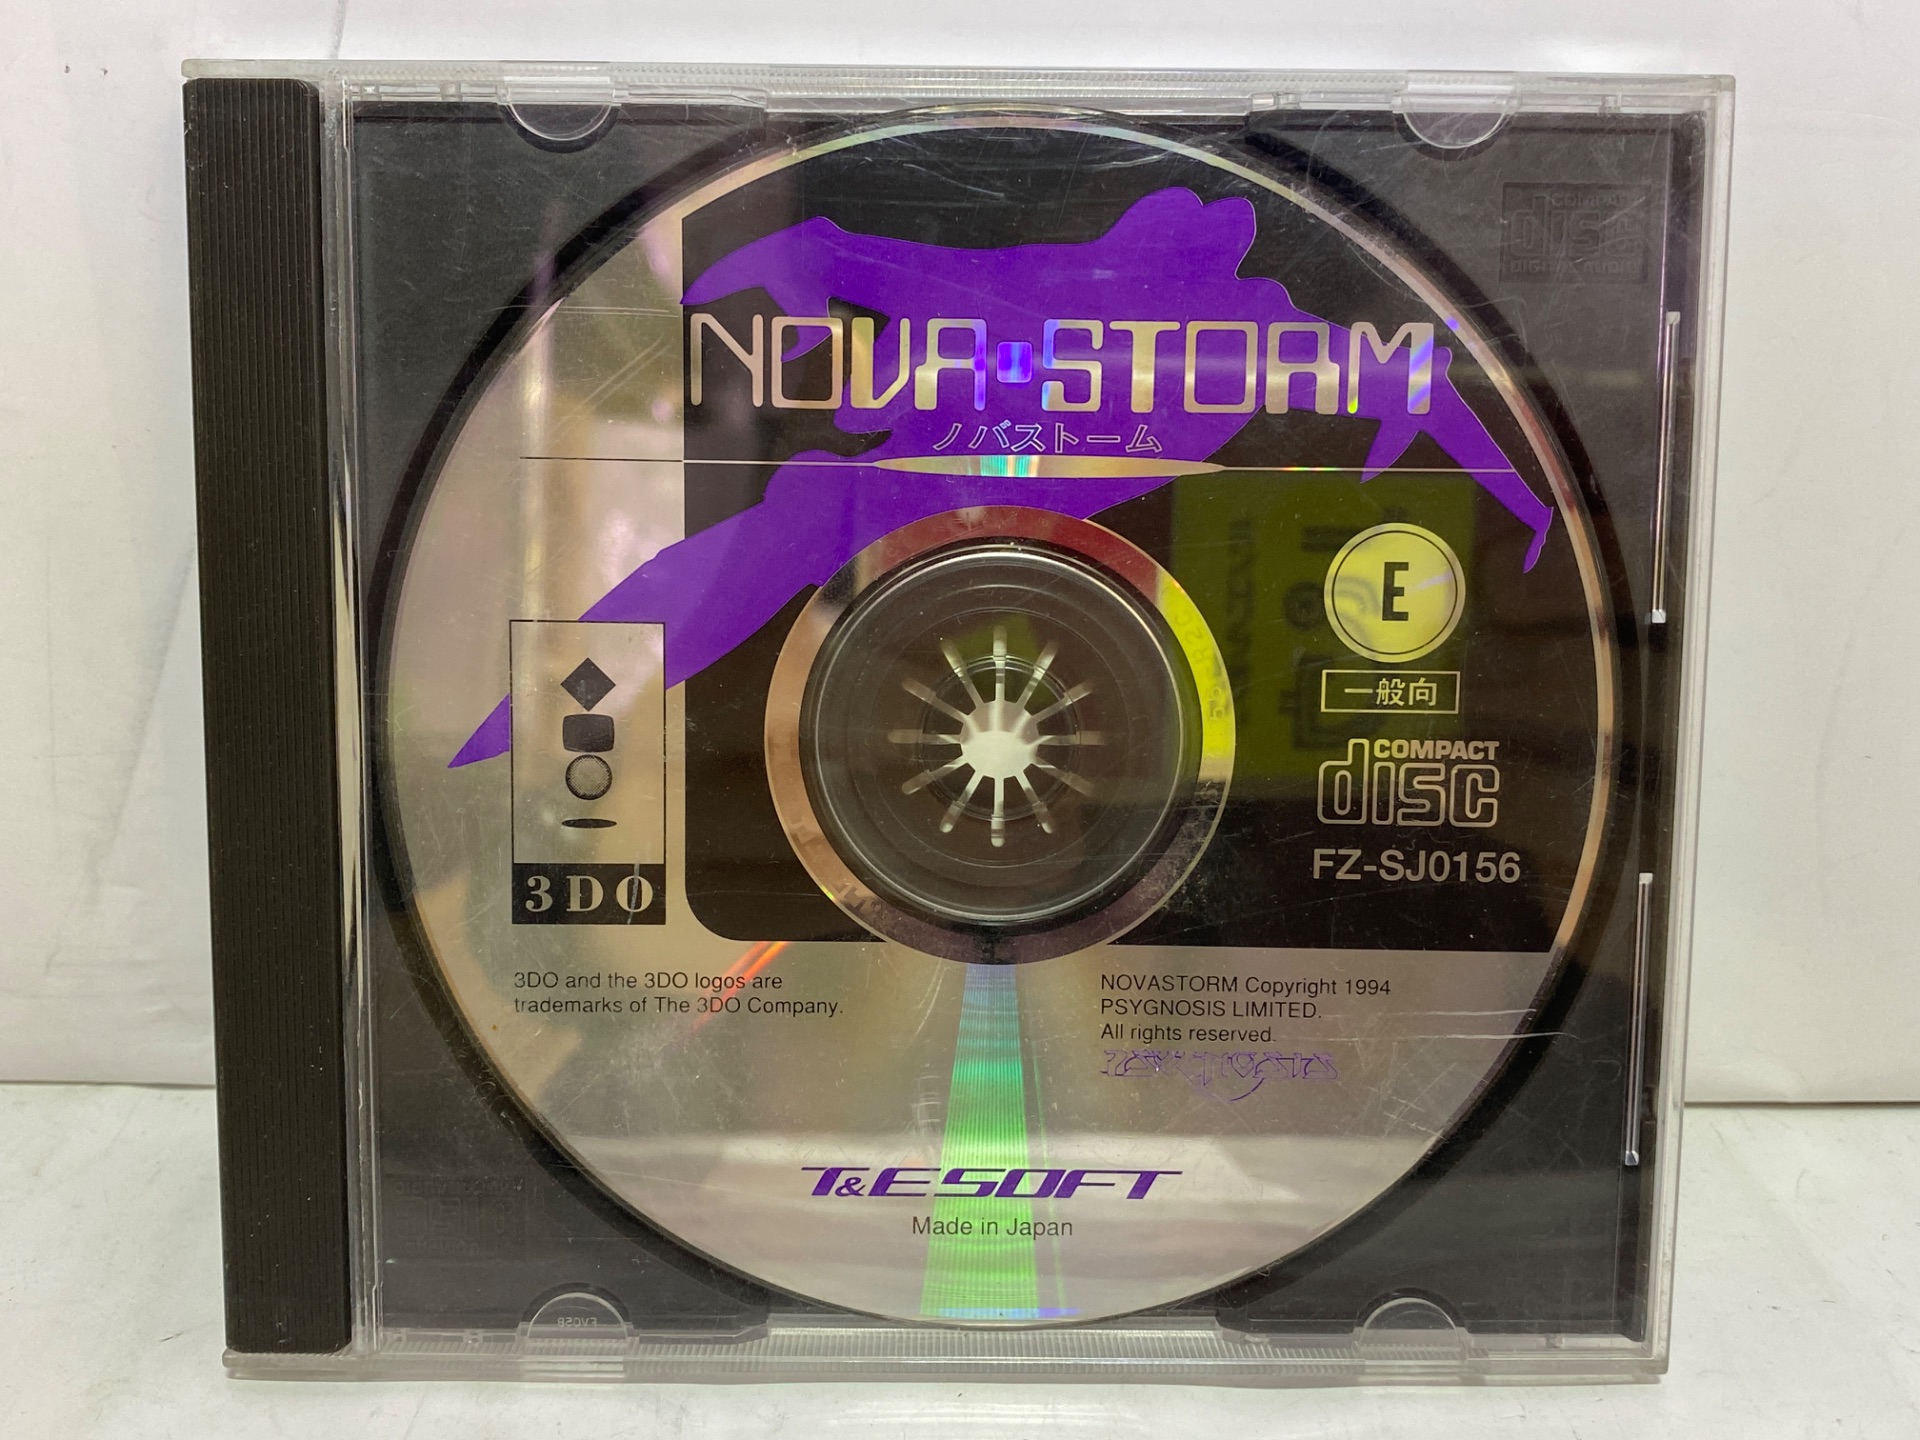 NOVA·STORM
ノバストーム
E
一般向
COMPACT
disc
FZ-SJ0156
3DO
3DO and the 3DO logos are
trademarks of The 3DO Company.
NOVASTORM Copyright 1994
PSYGNOSIS LIMITED.
All rights reserved.
PSYGNOSIS
T&E SOFT
Made in Japan